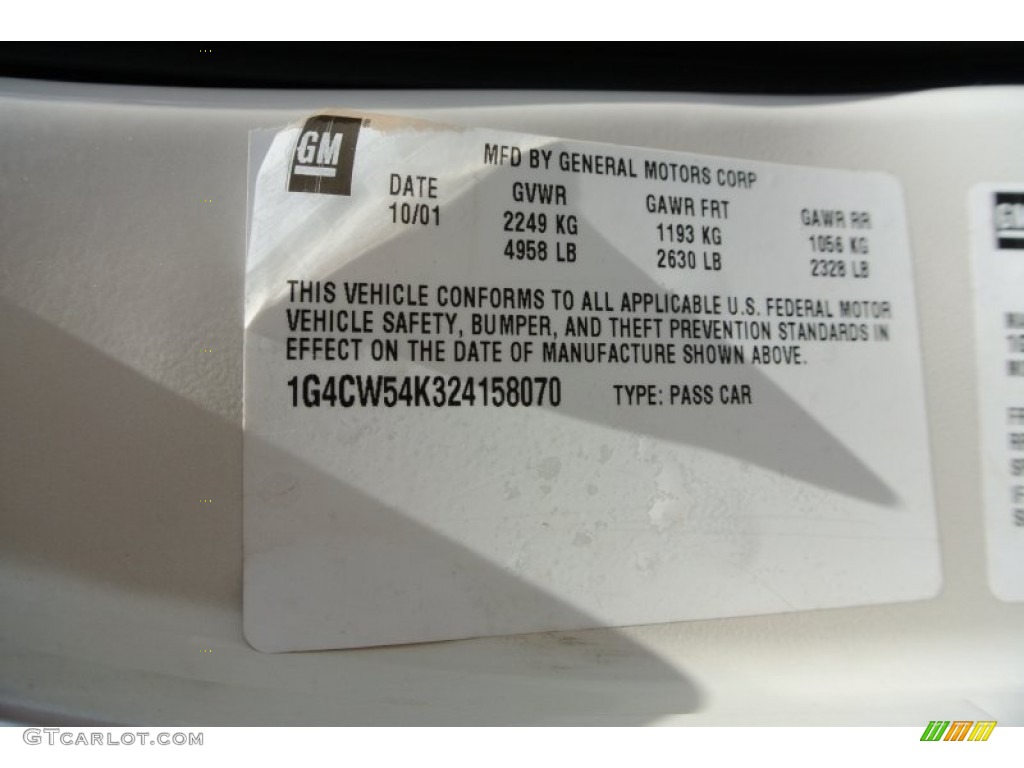 GM
MFD BY GENERAL MOTORS CORP
DATE GVWR GAWR FRT GAWR RR
10/01 2249 KG 1193 KG 1056 KG
4958 LB 2630 LB 2328 LB
THIS VEHICLE CONFORMS TO ALL APPLICABLE U.S. FEDERAL MOTOR
VEHICLE SAFETY, BUMPER, AND THEFT PREVENTION STANDARDS IN
EFFECT ON THE DATE OF MANUFACTURE SHOWN ABOVE.
1G4CW54K324158070 TYPE: PASS CAR
GTCARLOT.COM